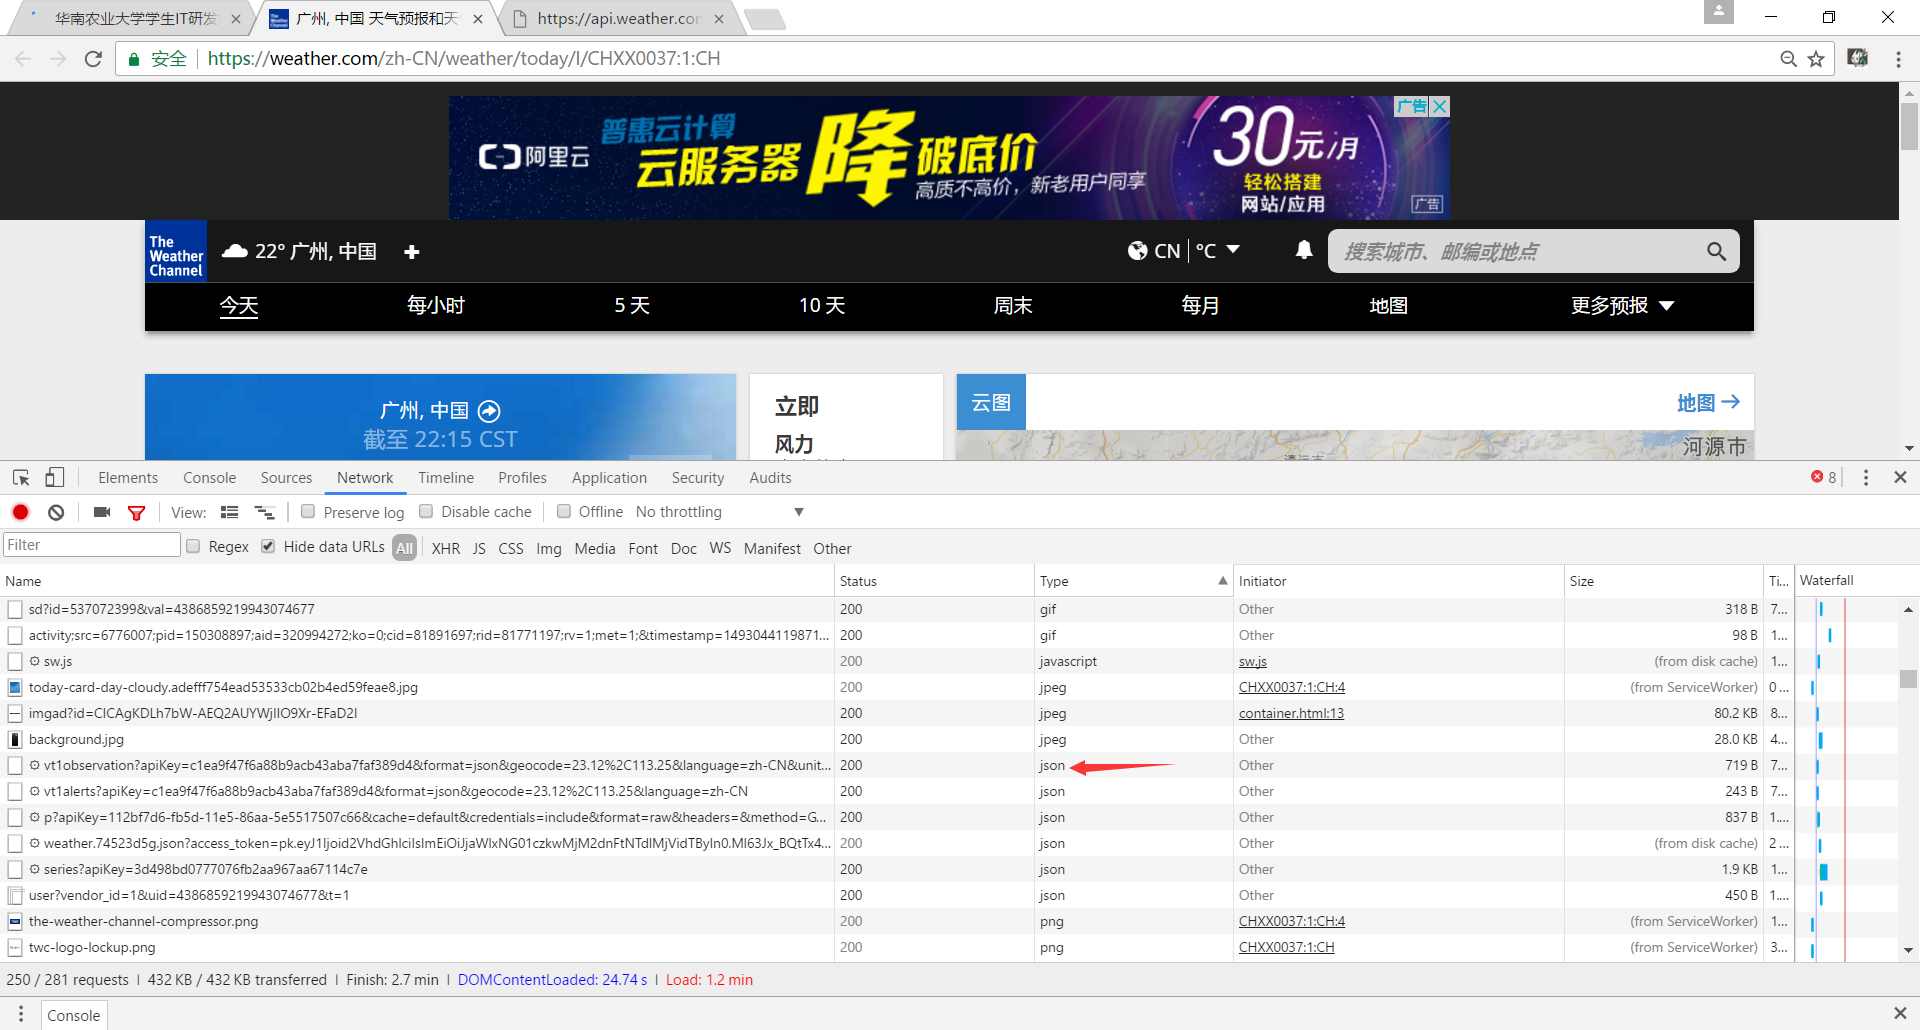 华南农业大学学生IT研发
广州, 中国 天气预报和天
https://api.weather.con
安全
https://weather.com/zh-CN/weather/today/l/CHXX0037:1:CH
阿里云
普惠云计算
云服务器
降
破底价
高质不高价，新老用户同享
30元/月
轻松搭建
网站/应用
广告
广告
The
Weather
Channel
22° 广州, 中国
CN
°C
搜索城市、邮编或地点
今天
每小时
5 天
10 天
周末
每月
地图
更多预报
广州, 中国
截至 22:15 CST
立即
风力
云图
地图
河源市
Elements Console Sources Network Timeline Profiles Application Security Audits
8
View:
Preserve log
Disable cache
Offline
No throttling
Filter
Regex
Hide data URLs
All XHR JS CSS Img Media Font Doc WS Manifest Other
Name Status Type Initiator Size Ti... Waterfall
sd?id=537072399&val=4386859219943074677 200 gif Other 318 B 7...
activity;src=6776007;pid=150308897;aid=320994272;ko=0;cid=81891697;rid=81771197;rv=1;met=1;&timestamp=1493044119871... 200 gif Other 98 B 1...
sw.js 200 javascript sw.js (from disk cache) 1...
today-card-day-cloudy.adefff754ead53533cb02b4ed59feae8.jpg 200 jpeg CHXX0037:1:CH:4 (from ServiceWorker) 0 ...
imgad?id=CICAgKDLh7bW-AEQ2AUYWjIIO9Xr-EFaD2I 200 jpeg container.html:13 80.2 KB 8...
background.jpg 200 jpeg Other 28.0 KB 4...
vt1observation?apiKey=c1ea9f47f6a88b9acb43aba7faf389d4&format=json&geocode=23.12%2C113.25&language=zh-CN&unit... 200 json Other 719 B 7...
vt1alerts?apiKey=c1ea9f47f6a88b9acb43aba7faf389d4&format=json&geocode=23.12%2C113.25&language=zh-CN 200 json Other 243 B 7...
p?apiKey=112bf7d6-fb5d-11e5-86aa-5e5517507c66&cache=default&credentials=include&format=raw&headers=&method=G... 200 json Other 837 B 1....
weather.74523d5g.json?access_token=pk.eyJ1Ijoid2VhdGhlciIsImEiOiJjaWlxNG01czkwMjM2dnFtNTdlMjVidTByIn0.MI63Jx_BQtTx4... 200 json Other (from disk cache) 2 ...
series?apiKey=3d498bd0777076fb2aa967aa67114c7e 200 json Other 1.9 KB 1...
user?vendor_id=1&uid=4386859219943074677&t=1 200 json Other 450 B 1....
the-weather-channel-compressor.png 200 png CHXX0037:1:CH:4 (from ServiceWorker) 1...
twc-logo-lockup.png 200 png CHXX0037:1:CH (from ServiceWorker) 3...
250 / 281 requests I 432 KB / 432 KB transferred I Finish: 2.7 min I DOMContentLoaded: 24.74 s I Load: 1.2 min
Console